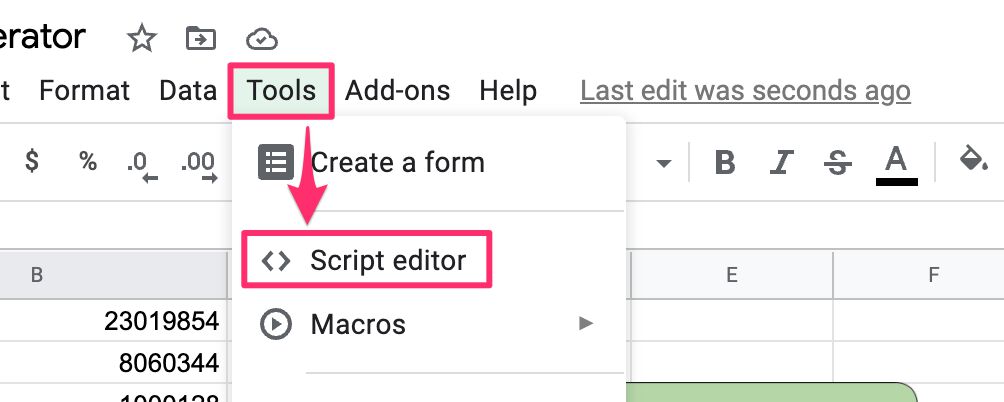 erator
t Format Data Tools Add-ons Help Last edit was seconds ago
$ % .0 .00 B I S A
Create a form
Script editor
Macros
B E F
23019854
8060344